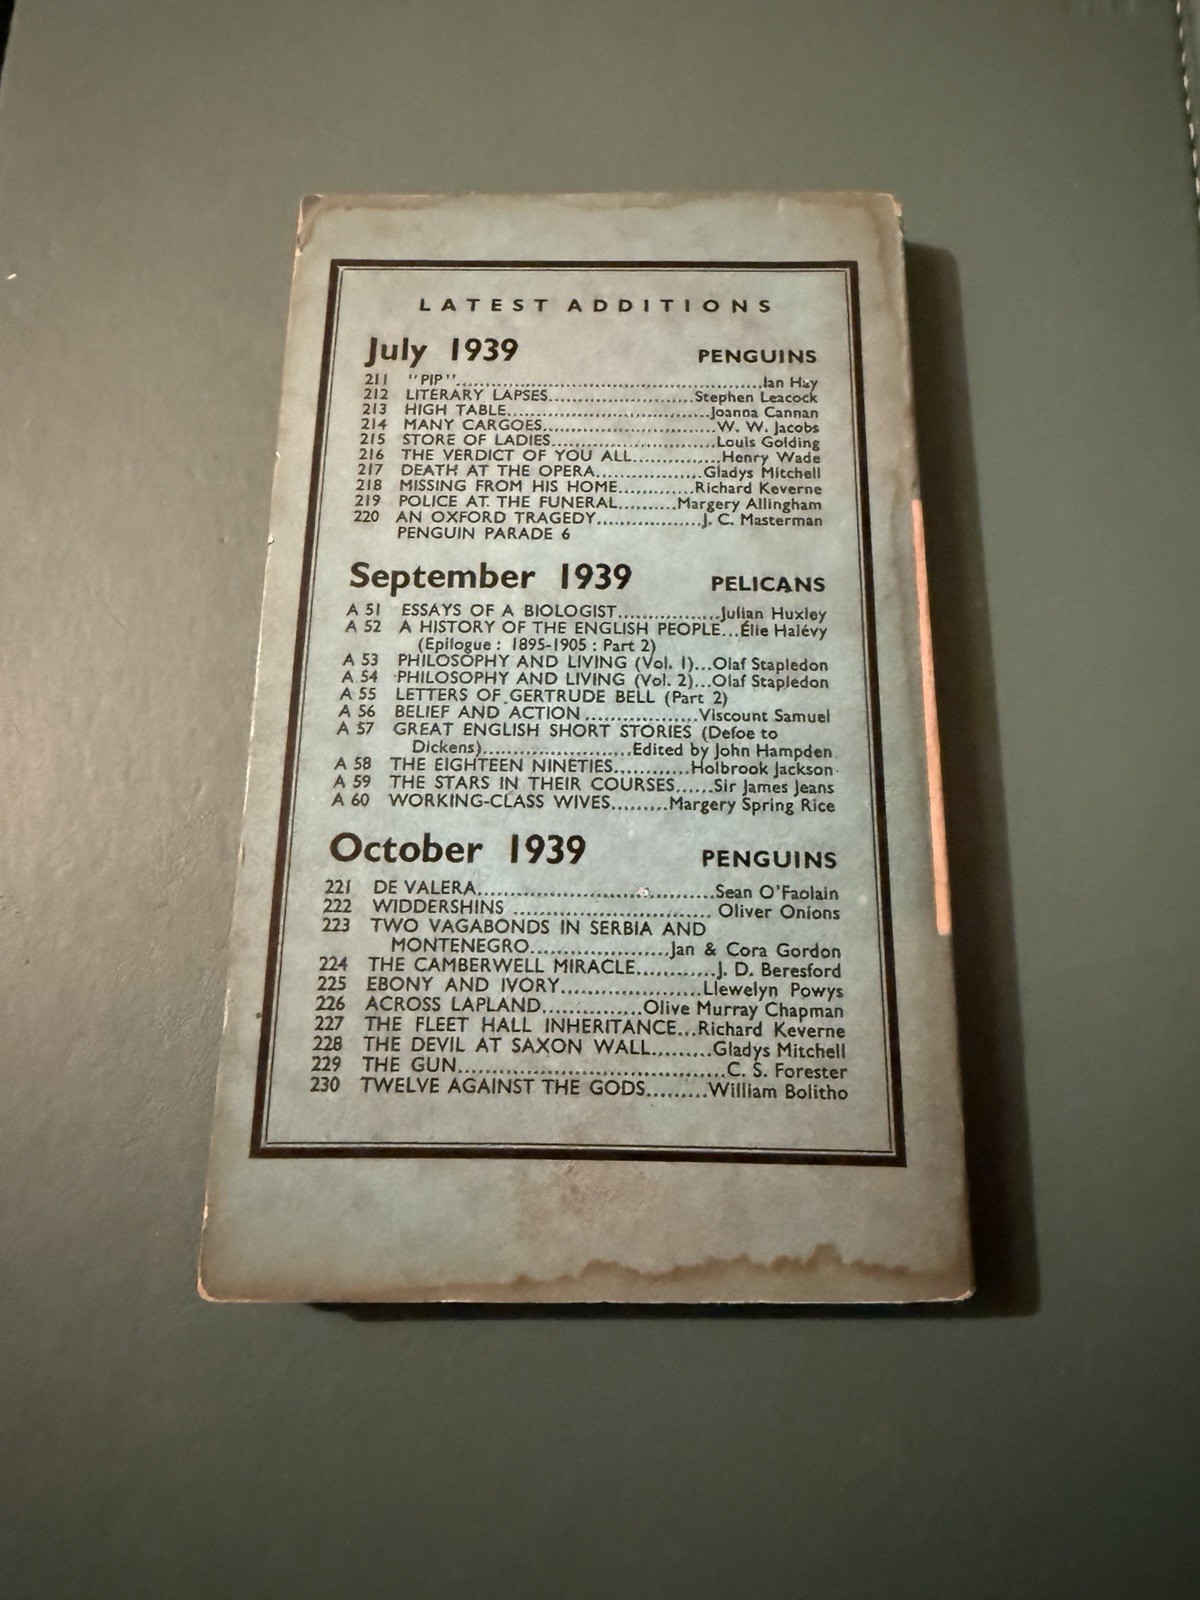 LATEST ADDITIONS
July 1939 PENGUINS
211 "PIP"..........Ian Hay
212 LITERARY LAPSES..........Stephen Leacock
213 HIGH TABLE..........Joanna Cannan
214 MANY CARGOES..........W. W. Jacobs
215 STORE OF LADIES..........Louis Golding
216 THE VERDICT OF YOU ALL..........Henry Wade
217 DEATH AT THE OPERA..........Gladys Mitchell
218 MISSING FROM HIS HOME..........Richard Keverne
219 POLICE AT THE FUNERAL..........Margery Allingham
220 AN OXFORD TRAGEDY..........J. C. Masterman
PENGUIN PARADE 6
September 1939 PELICANS
A 51 ESSAYS OF A BIOLOGIST..........Julian Huxley
A 52 A HISTORY OF THE ENGLISH PEOPLE...Élie Halévy
(Epilogue : 1895-1905 : Part 2)
A 53 PHILOSOPHY AND LIVING (Vol. 1)...Olaf Stapledon
A 54 PHILOSOPHY AND LIVING (Vol. 2)...Olaf Stapledon
A 55 LETTERS OF GERTRUDE BELL (Part 2)
A 56 BELIEF AND ACTION ..........Viscount Samuel
A 57 GREAT ENGLISH SHORT STORIES (Defoe to
Dickens)..........Edited by John Hampden
A 58 THE EIGHTEEN NINETIES..........Holbrook Jackson
A 59 THE STARS IN THEIR COURSES......Sir James Jeans
A 60 WORKING-CLASS WIVES.........Margery Spring Rice
October 1939 PENGUINS
221 DE VALERA..........Sean O'Faolain
222 WIDDERSHINS .......... Oliver Onions
223 TWO VAGABONDS IN SERBIA AND
MONTENEGRO..........Jan & Cora Gordon
224 THE CAMBERWELL MIRACLE..........J. D. Beresford
225 EBONY AND IVORY..........Llewelyn Powys
226 ACROSS LAPLAND..........Olive Murray Chapman
227 THE FLEET HALL INHERITANCE...Richard Keverne
228 THE DEVIL AT SAXON WALL.........Gladys Mitchell
229 THE GUN..........C. S. Forester
230 TWELVE AGAINST THE GODS.........William Bolitho